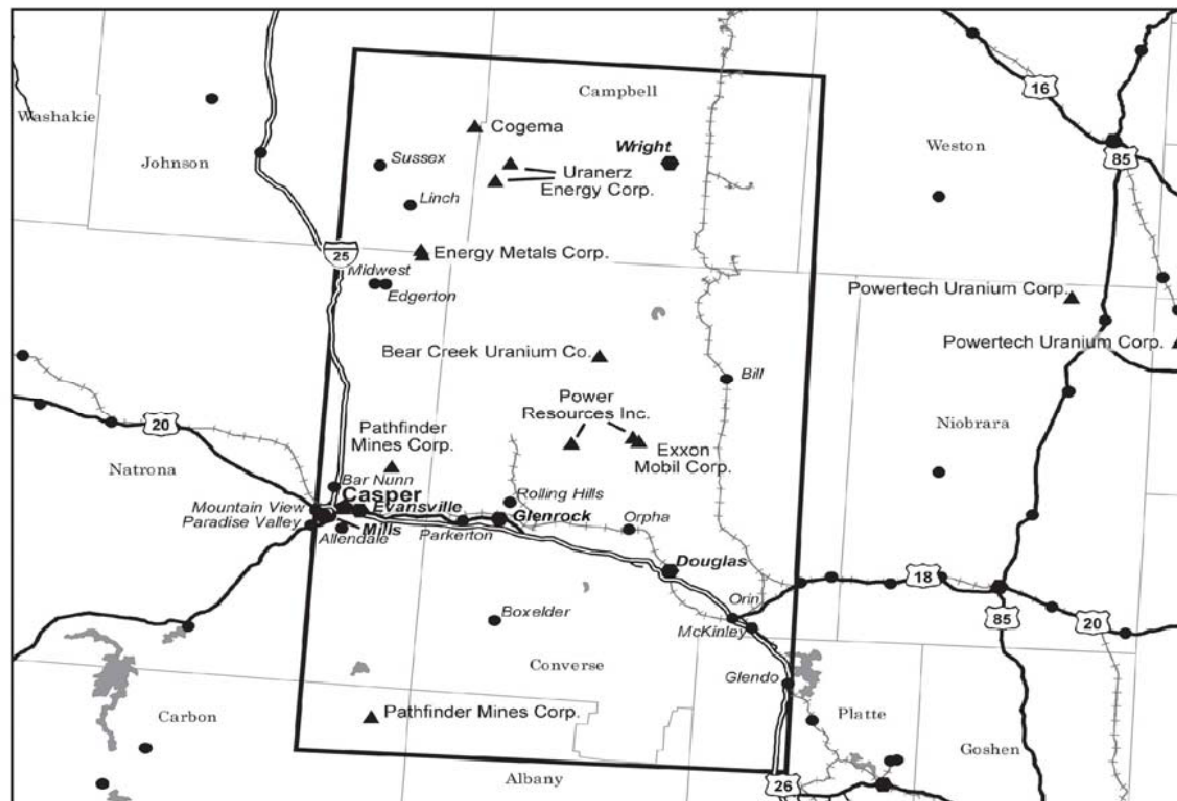 Campbell
16
Washakie
Cogema
Johnson
Sussex
Wright
Weston
85
Uranerz
Energy Corp.
Linch
25
Energy Metals Corp.
Midwest
Edgerton
Powertech Uranium Corp.
Powertech Uranium Corp.
Bear Creek Uranium Co.
Bill
Power
Resources Inc.
20
Pathfinder
Mines Corp.
Niobrara
Exxon
Mobil Corp.
Natrona
Bar Nunn
Casper
Rolling Hills
Mountain View
Evansville
Glenrock
Paradise Valley
Mills
Orpha
Allendale
Parkerton
Douglas
18
Orin
Boxelder
85
20
McKinley
Converse
Glendo
Carbon
Pathfinder Mines Corp.
Platte
Goshen
Albany
26